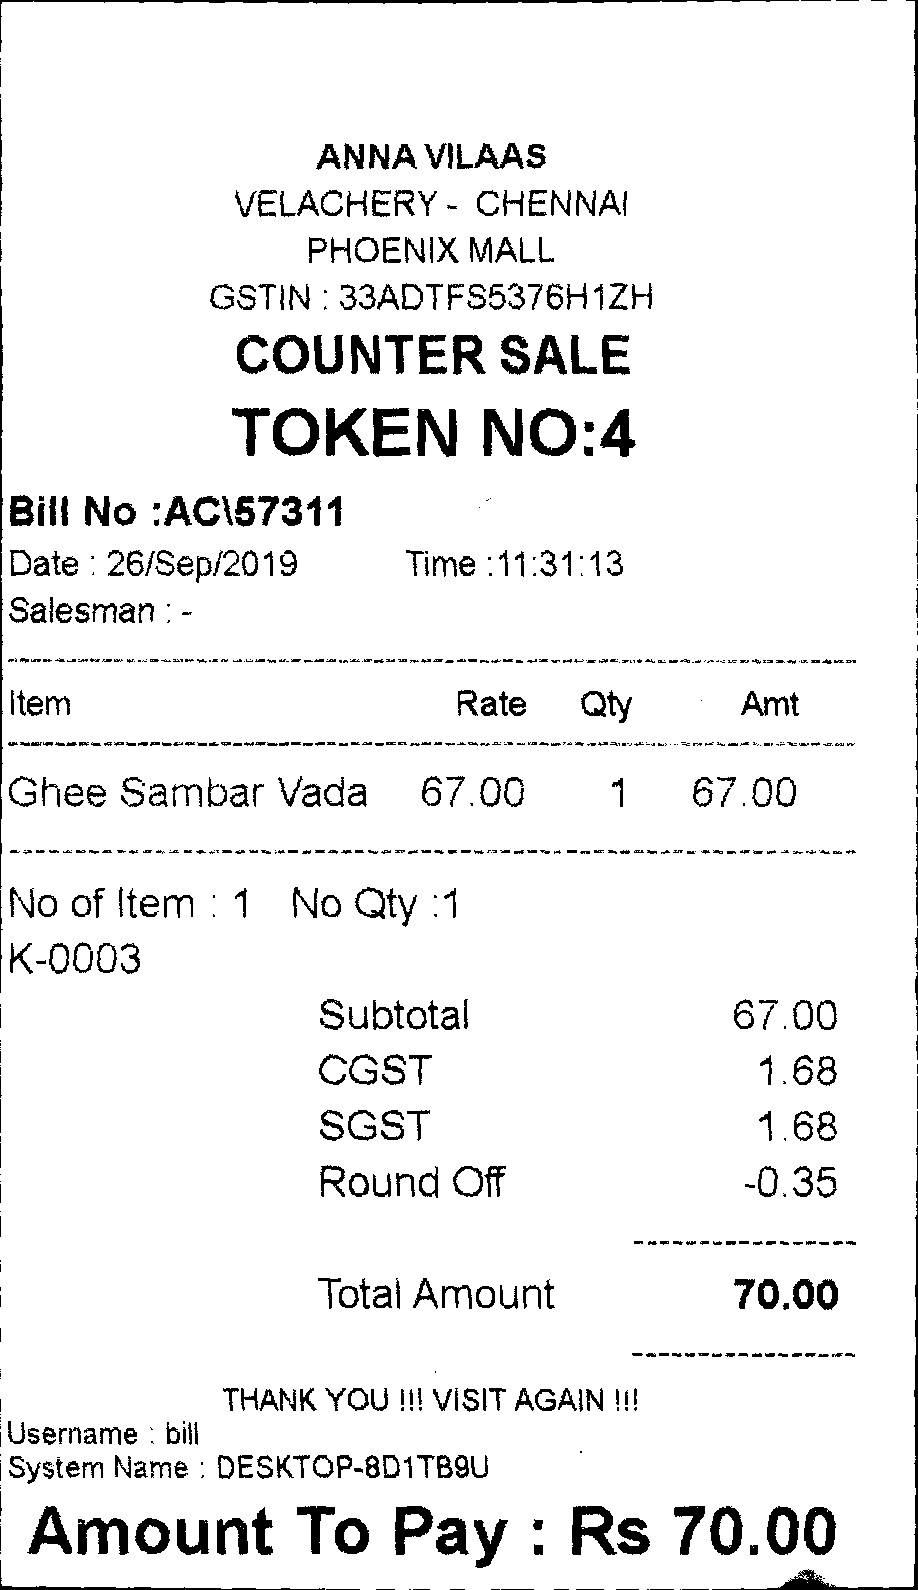 ANNA VILAAS
VELACHERY - CHENNAI
PHOENIX MALL
GSTIN : 33ADTFS5376H1ZH
COUNTER SALE
TOKEN NO:4
Bill No :AC\57311
Date : 26/Sep/2019 Time :11:31:13
Salesman : -
Item Rate Qty Amt
Ghee Sambar Vada 67.00 1 67.00
No of Item : 1 No Qty :1
K-0003
Subtotal 67.00
CGST 1.68
SGST 1.68
Round Off -0.35
Total Amount 70.00
THANK YOU !!! VISIT AGAIN !!!
Username : bill
System Name : DESKTOP-8D1TB9U
Amount To Pay : Rs 70.00